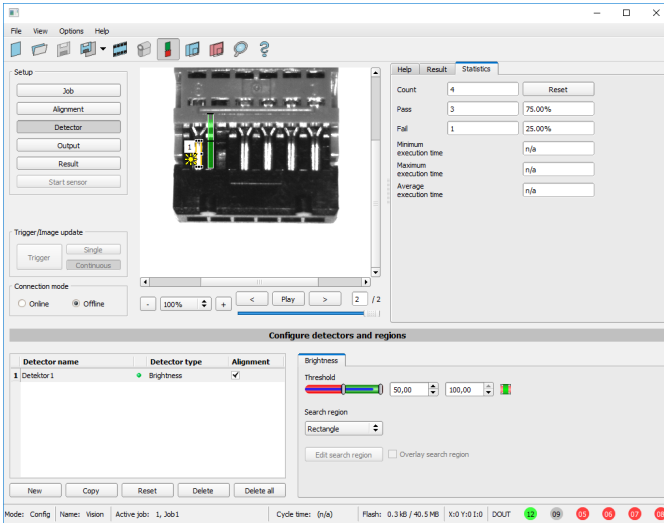 File View Options Help
Setup
Job
Alignment
Detector
Output
Result
Start sensor
Trigger/Image update
Trigger
Single
Continuous
Connection mode
Online Offline
1
- 100% + < Play > 2 /2
Help Result Statistics
Count 4 Reset
Pass 3 75.00%
Fail 1 25.00%
Minimum
execution time n/a
Maximum
execution time n/a
Average
execution time n/a
Configure detectors and regions
Detector name Detector type Alignment
1 Detektor1 Brightness
New Copy Reset Delete Delete all
Brightness
Threshold
50,00 100,00
Search region
Rectangle
Edit search region Overlay search region
Mode: Config Name: Vision Active job: 1, Job1 Cycle time: (n/a) Flash: 0.3 kB / 40.5 MB X:0 Y:0 I:0 DOUT 12 09 05 06 07 08